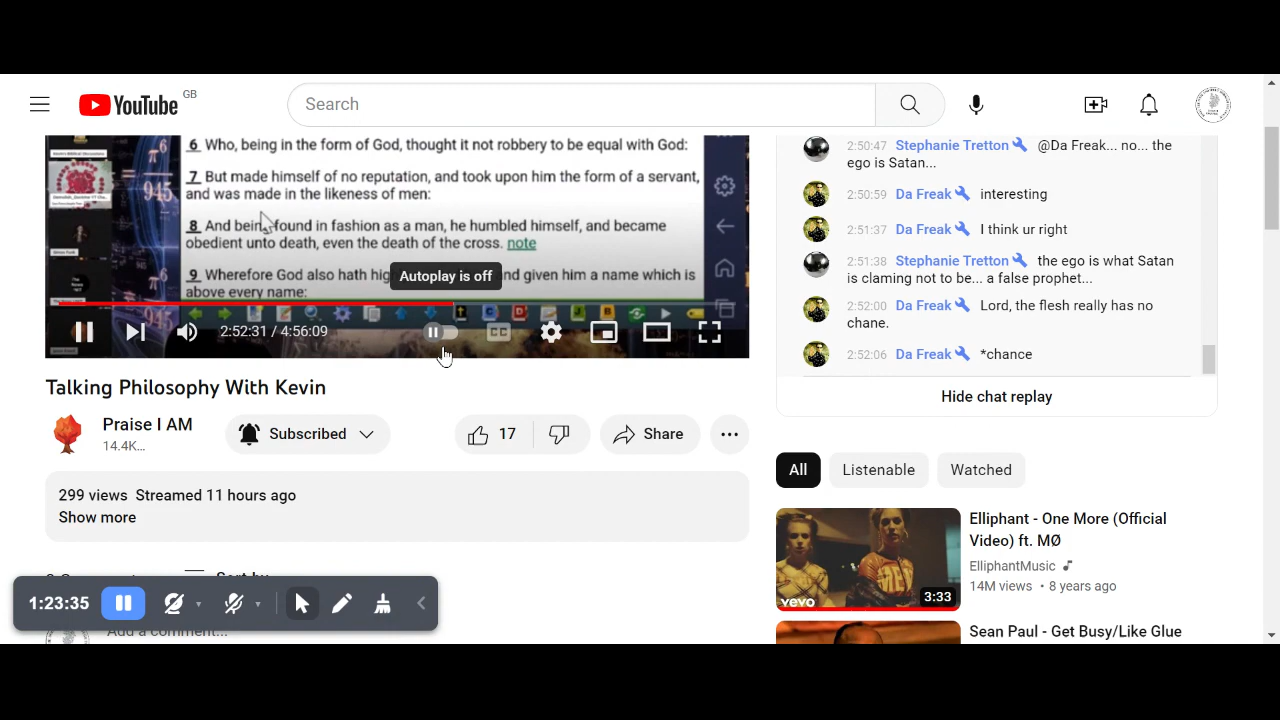 YouTube GB
Search
6 Who, being in the form of God, thought it not robbery to be equal with God:
7 But made himself of no reputation, and took upon him the form of a servant,
and was made in the likeness of men:
8 And being found in fashion as a man, he humbled himself, and became
obedient unto death, even the death of the cross. note
9 Wherefore God also hath and given him a name which is
above every name:
Autoplay is off
π6
945
2:52:31 / 4:56:09
CC
Talking Philosophy With Kevin
Praise I AM
14.4K...
Subscribed
17
Share
299 views Streamed 11 hours ago
Show more
1:23:35
Add a comment...
2:50:47 Stephanie Tretton @Da Freak... no... the
ego is Satan...
2:50:59 Da Freak interesting
2:51:37 Da Freak I think ur right
2:51:38 Stephanie Tretton the ego is what Satan
is claming not to be... a false prophet...
2:52:00 Da Freak Lord, the flesh really has no
chane.
2:52:06 Da Freak *chance
Hide chat replay
All
Listenable
Watched
Elliphant - One More (Official
Video) ft. MØ
ElliphantMusic
14M views • 8 years ago
vevo
3:33
Sean Paul - Get Busy/Like Glue